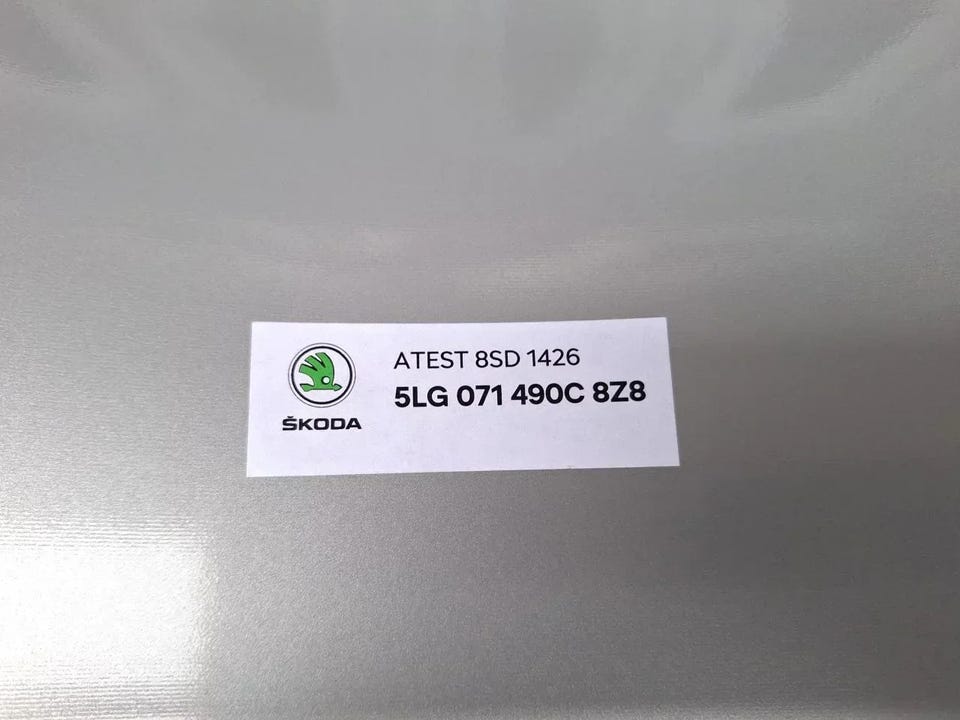 ŠKODA
ATEST 8SD 1426
5LG 071 490C 8Z8